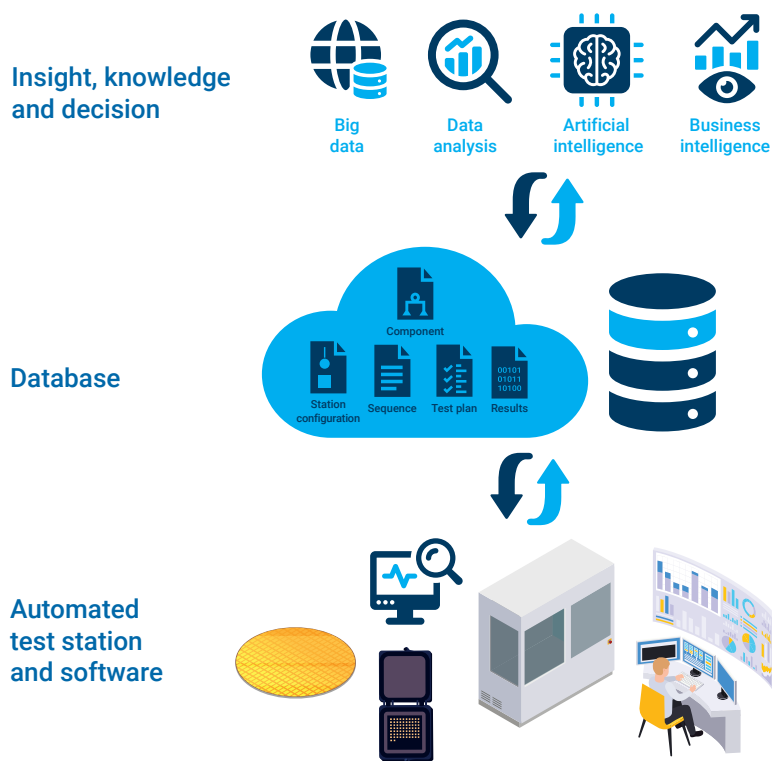 Insight, knowledge
and decision
Big
data
Data
analysis
Artificial
intelligence
Business
intelligence
Database
Component
Station
configuration
Sequence
Test plan
00101
01011
10100
Results
Automated
test station
and software